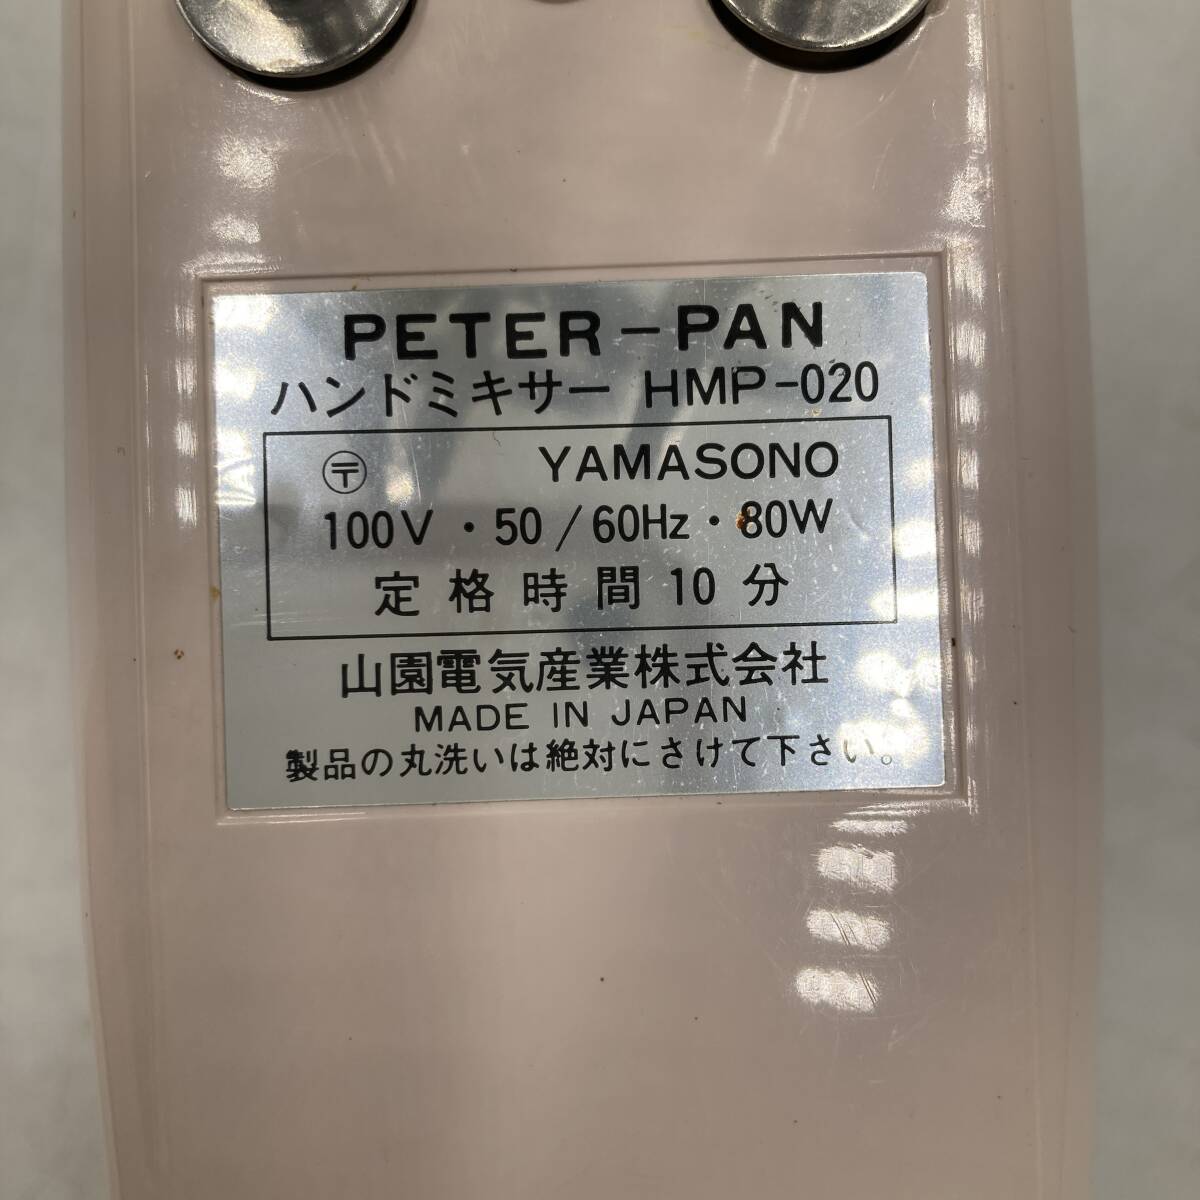 PETER-PAN
ハンドミキサー HMP-020
〶 YAMASONO
100V・50/60Hz・80W
定格時間10分
山園電気産業株式会社
MADE IN JAPAN
製品の丸洗いは絶対にさけて下さい。